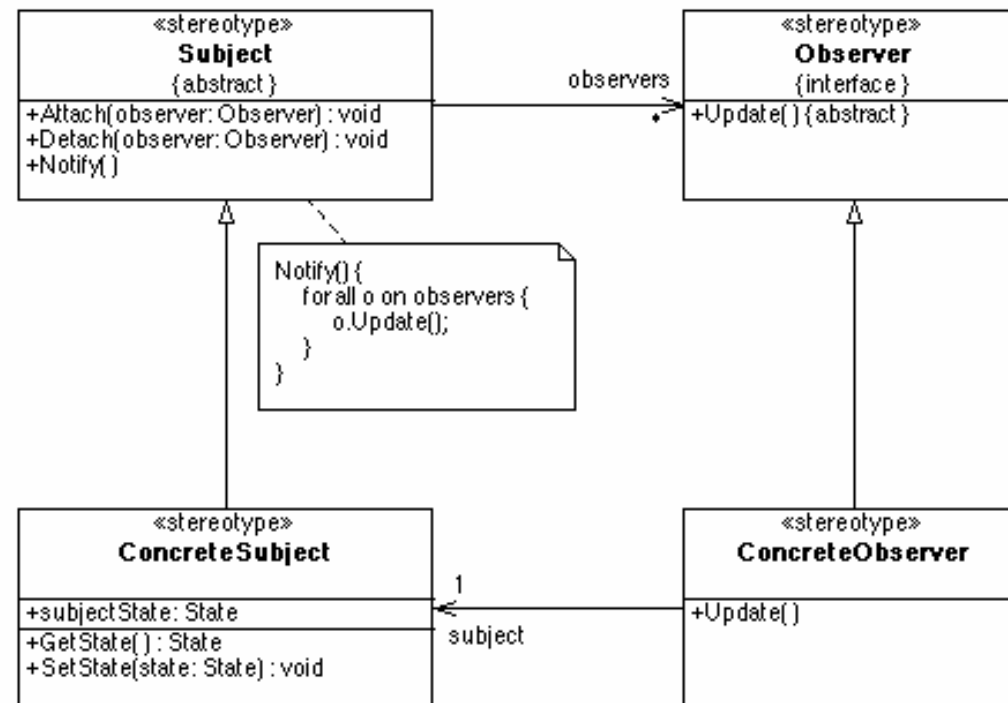 «stereotype»
Subject
{abstract}
+Attach(observer: Observer) : void
+Detach(observer: Observer) : void
+Notify()
observers
*
«stereotype»
Observer
{interface}
+Update() {abstract}
Notify() {
for all o on observers {
o.Update();
}
}
«stereotype»
ConcreteSubject
+subjectState: State
+GetState() : State
+SetState(state: State) : void
1
subject
«stereotype»
ConcreteObserver
+Update()